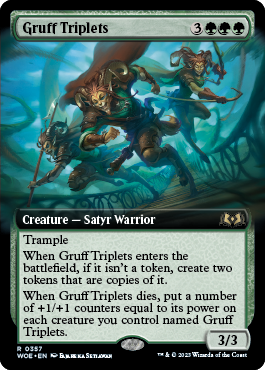 Gruff Triplets 3
Creature — Satyr Warrior
Trample
When Gruff Triplets enters the
battlefield, if it isn't a token, create two
tokens that are copies of it.
When Gruff Triplets dies, put a number
of +1/+1 counters equal to its power on
each creature you control named Gruff
Triplets.
3/3
R 0357
WOE • EN
™ & © 2023 Wizards of the Coast